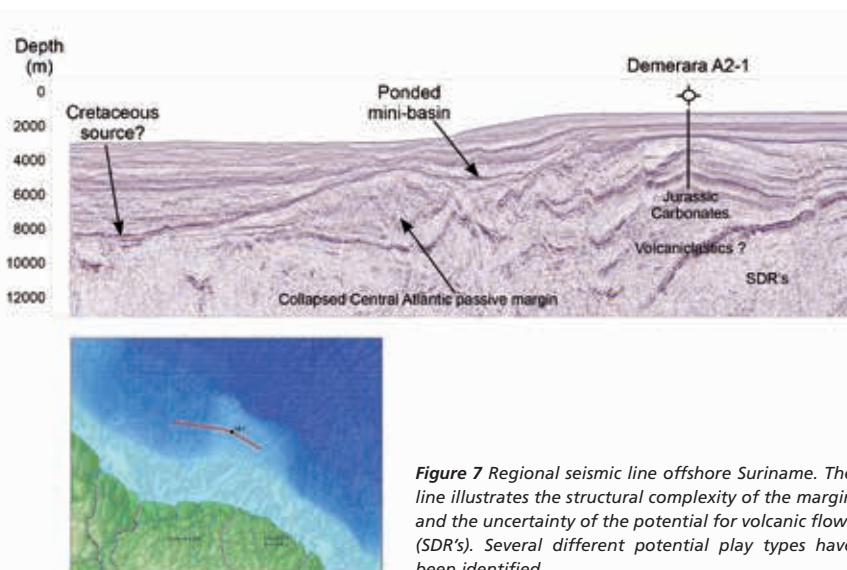 Depth
(m)
0
2000
4000
6000
8000
10000
12000
Cretaceous
source?
Ponded
mini-basin
Demerara A2-1
Jurassic
Carbonates
Volcaniclastics ?
SDR's
Collapsed Central Atlantic passive margin
Figure 7 Regional seismic line offshore Suriname. The
line illustrates the structural complexity of the margin
and the uncertainty of the potential for volcanic flow
(SDR's). Several different potential play types have
been identified